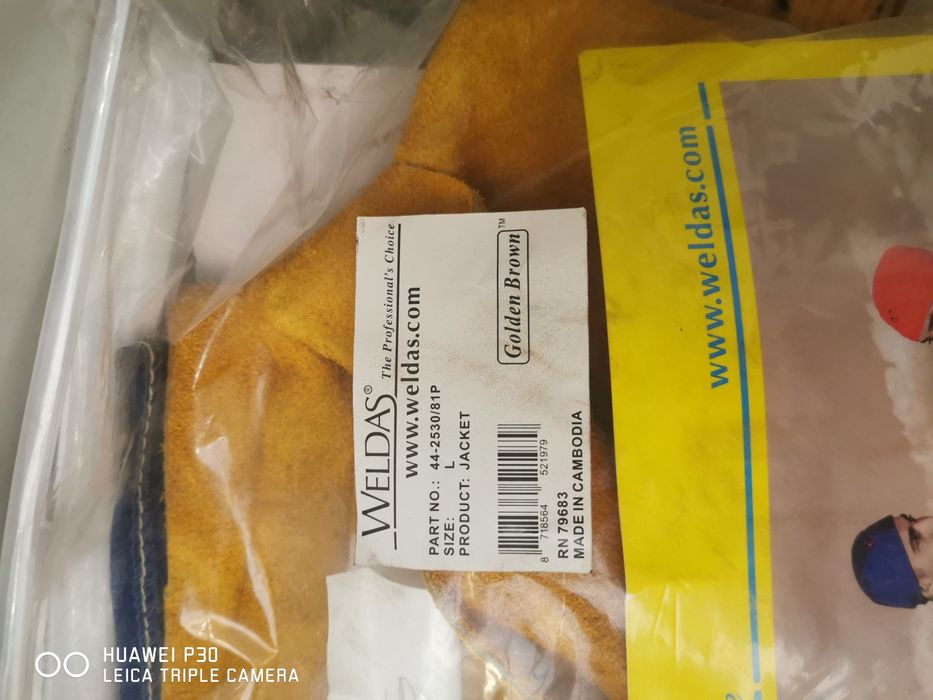 WELDAS® The Professional's Choice
www.weldas.com
PART NO.: 44-2530/81P
SIZE: L
PRODUCT: JACKET
Golden Brown™
8 718564 521979
RN 79683
MADE IN CAMBODIA
www.weldas.com
HUAWEI P30
LEICA TRIPLE CAMERA